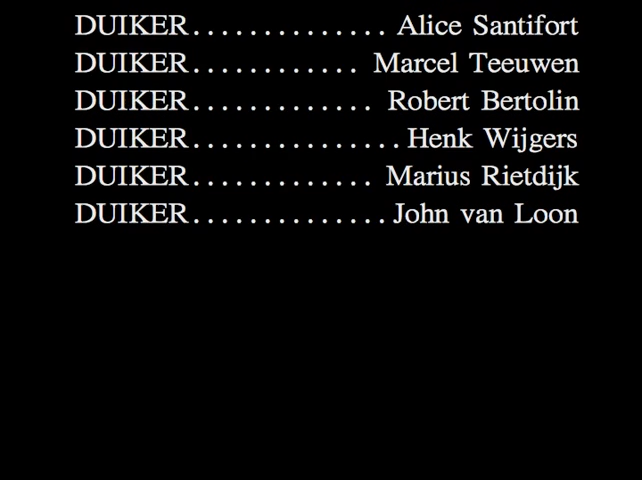 DUIKER.............. Alice Santifort
DUIKER............ Marcel Teeuwen
DUIKER............. Robert Bertolin
DUIKER...............Henk Wijgers
DUIKER............. Marius Rietdijk
DUIKER..............John van Loon